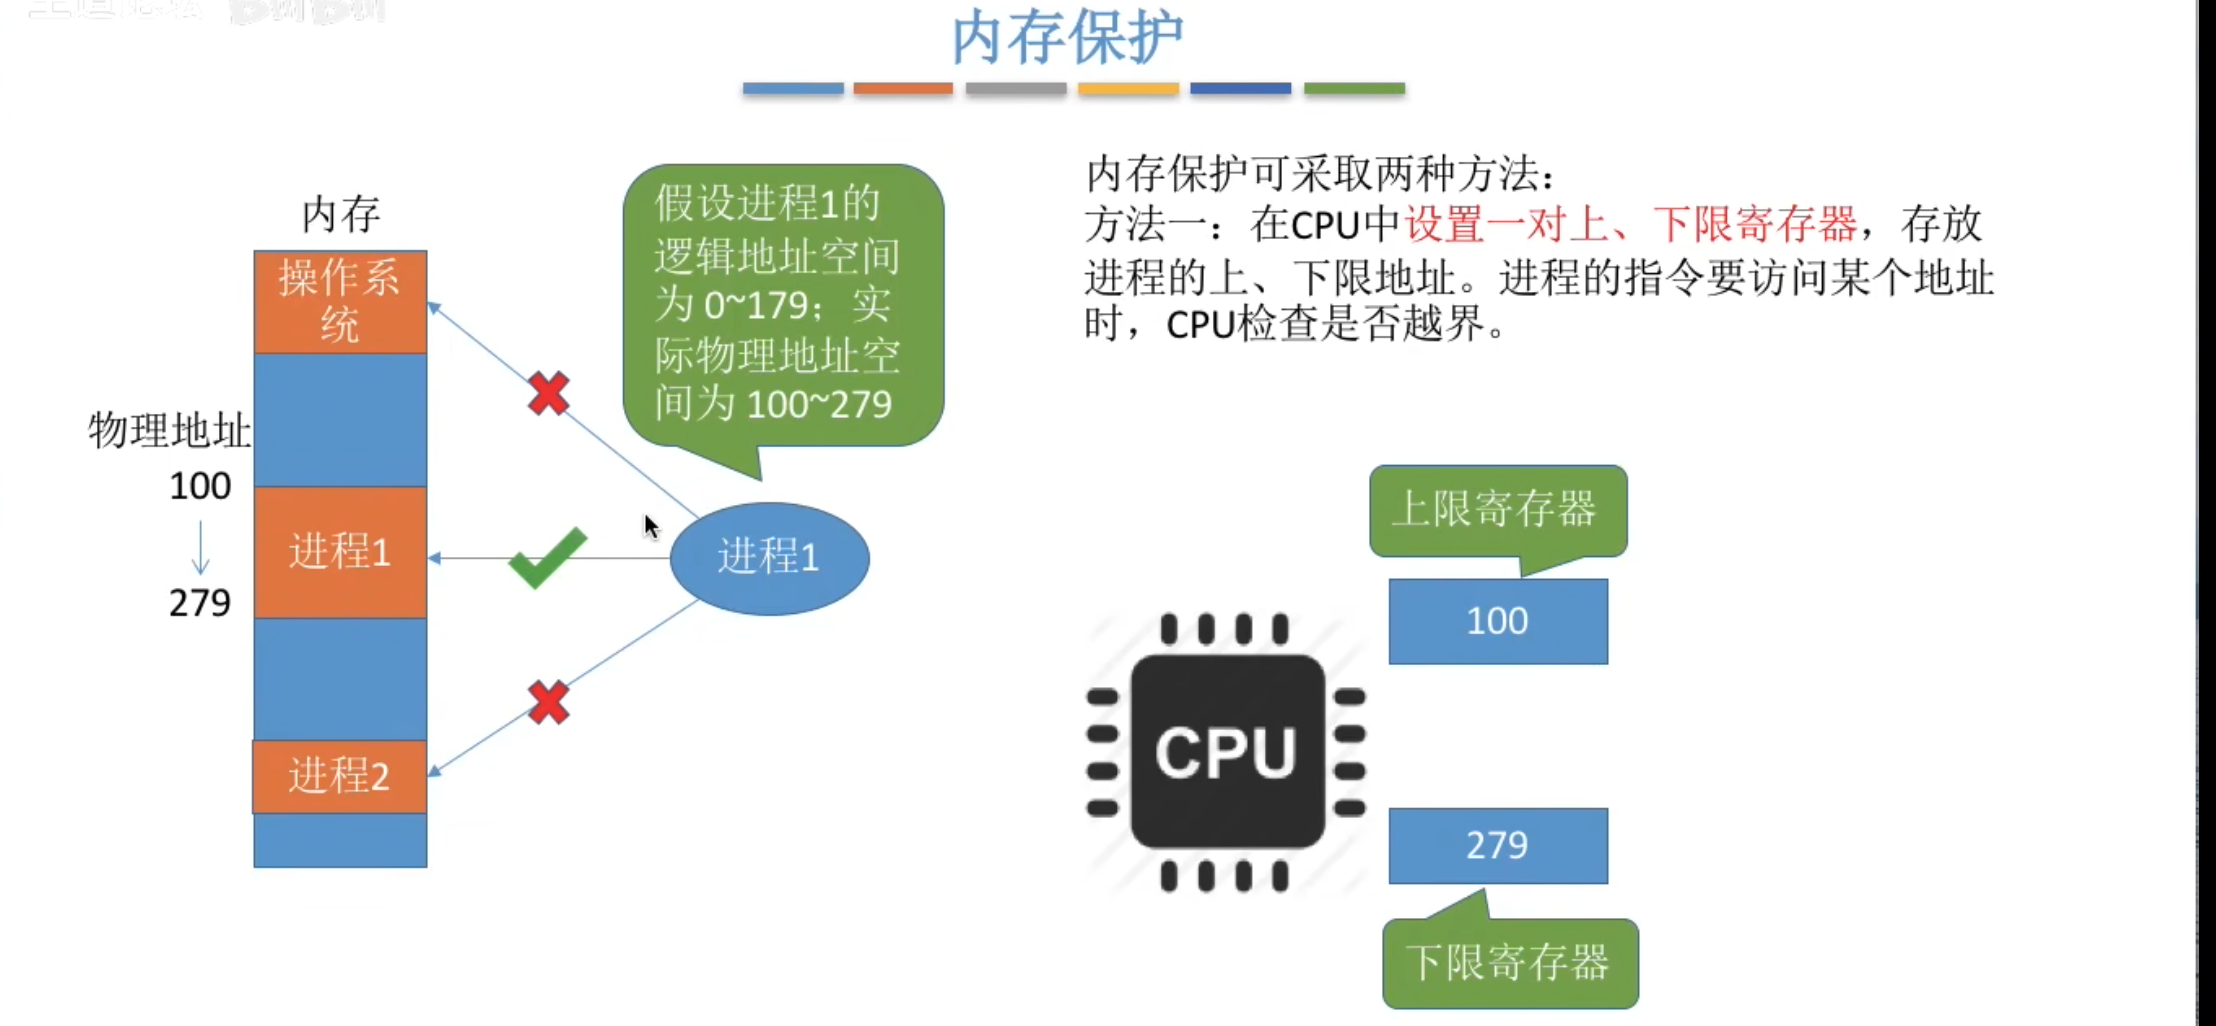 内存保护
内存
操作系
统
物理地址
100
279
进程1
进程2
假设进程1的
逻辑地址空间
为 0~179；实
际物理地址空
间为 100~279
进程1
内存保护可采取两种方法：
方法一：在CPU中设置一对上、下限寄存器，存放
进程的上、下限地址。进程的指令要访问某个地址
时，CPU检查是否越界。
上限寄存器
100
CPU
279
下限寄存器